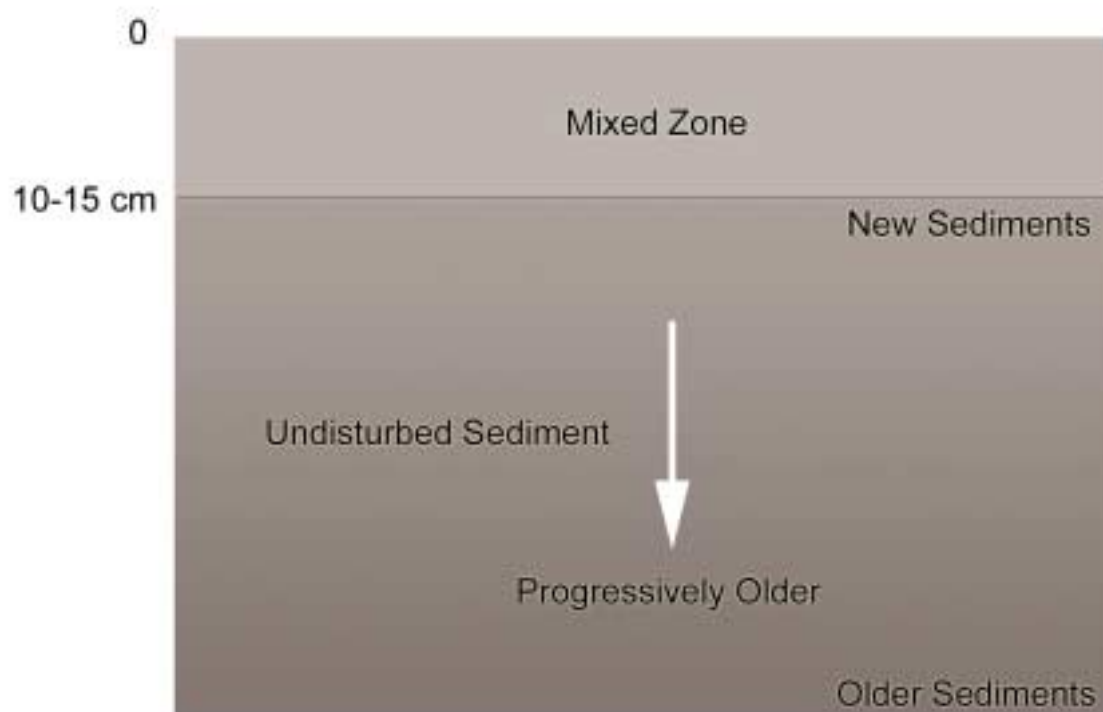 0
Mixed Zone
10-15 cm
New Sediments
Undisturbed Sediment
Progressively Older
Older Sediments